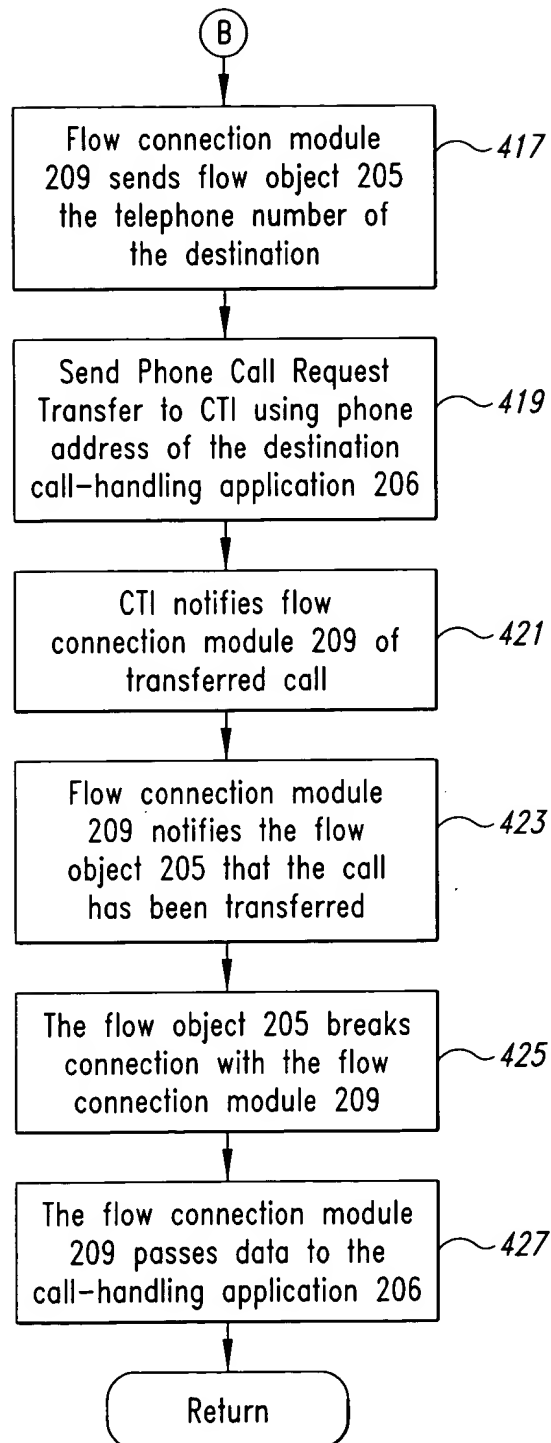 B
Flow connection module
209 sends flow object 205
the telephone number of
the destination
417
Send Phone Call Request
Transfer to CTI using phone
address of the destination
call-handling application 206
419
CTI notifies flow
connection module 209 of
transferred call
421
Flow connection module
209 notifies the flow
object 205 that the call
has been transferred
423
The flow object 205 breaks
connection with the flow
connection module 209
425
The flow connection module
209 passes data to the
call-handling application 206
427
Return